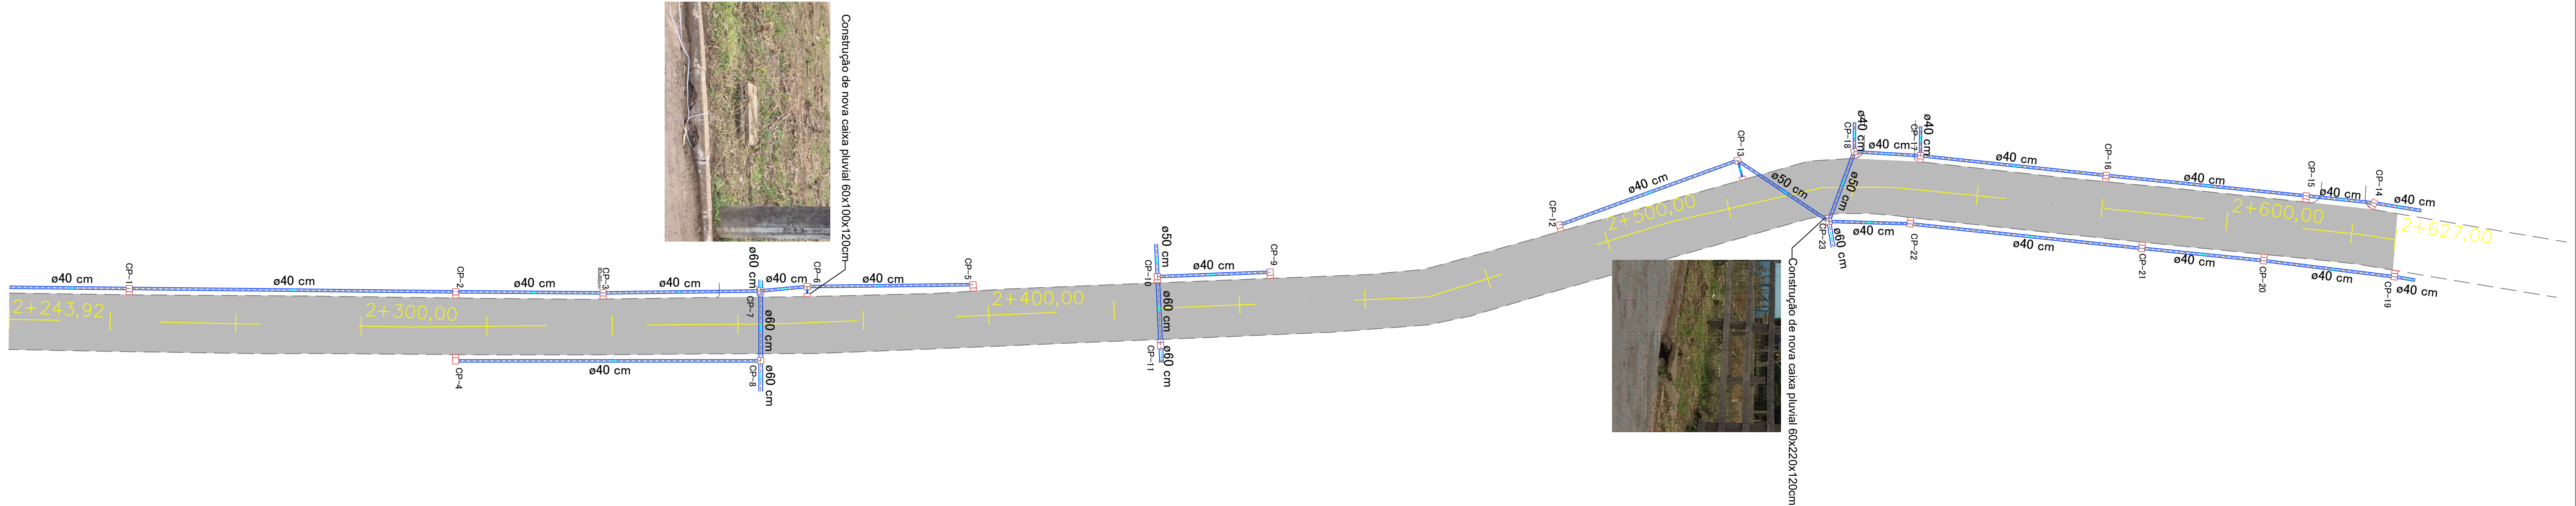 Construção de nova caixa pluvial 60x100x120cm
ø40 cm
CP-1
ø40 cm
CP-2
ø40 cm
CP-3
ø40 cm
ø60 cm
CP-7
ø40 cm
CP-6
ø40 cm
CP-5
2+243,92
2+300,00
ø60 cm
2+400,00
CP-4
ø40 cm
CP-8
ø60 cm
ø50 cm
CP-10
ø40 cm
CP-9
ø60 cm
CP-11
ø60 cm
CP-12
ø40 cm
CP-13
ø50 cm
2+500,00
CP-18
ø40 cm
ø40 cm
CP-17
ø40 cm
ø50 cm
ø40 cm
CP-16
ø40 cm
CP-15
ø40 cm
CP-14
ø40 cm
2+600,00
2+627,00
CP-23
ø60 cm
ø40 cm
CP-22
ø40 cm
CP-21
ø40 cm
CP-20
ø40 cm
CP-19
ø40 cm
Construção de nova caixa pluvial 60x220x120cm